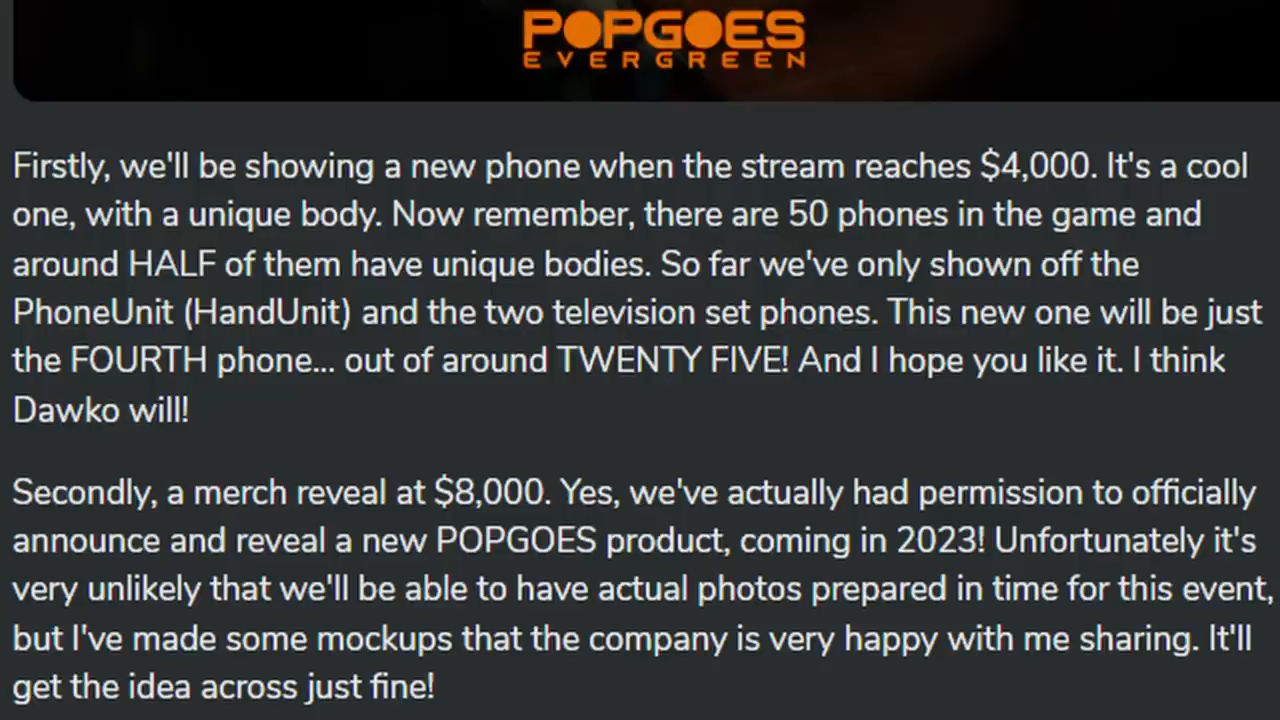 POPGOES
EVERGREEN
Firstly, we'll be showing a new phone when the stream reaches $4,000. It's a cool
one, with a unique body. Now remember, there are 50 phones in the game and
around HALF of them have unique bodies. So far we've only shown off the
PhoneUnit (HandUnit) and the two television set phones. This new one will be just
the FOURTH phone... out of around TWENTY FIVE! And I hope you like it. I think
Dawko will!
Secondly, a merch reveal at $8,000. Yes, we've actually had permission to officially
announce and reveal a new POPGOES product, coming in 2023! Unfortunately it's
very unlikely that we'll be able to have actual photos prepared in time for this event,
but I've made some mockups that the company is very happy with me sharing. It'll
get the idea across just fine!